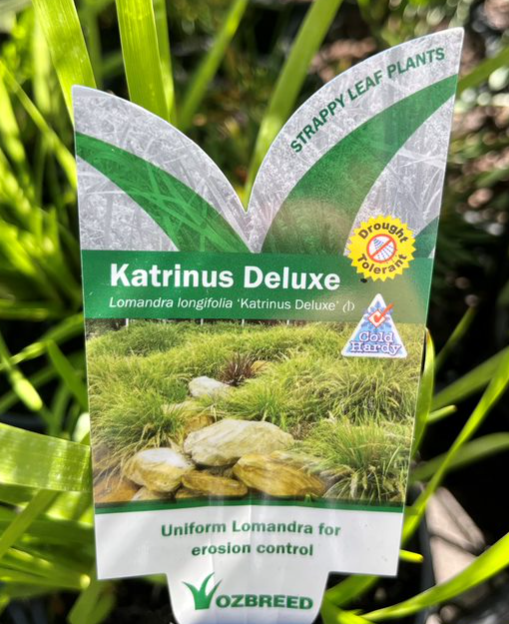 STRAPPY LEAF PLANTS
Drought
Tolerant
Katrinus Deluxe
Lomandra longifolia 'Katrinus Deluxe'
Cold
Hardy
Uniform Lomandra for
erosion control
OZBREED